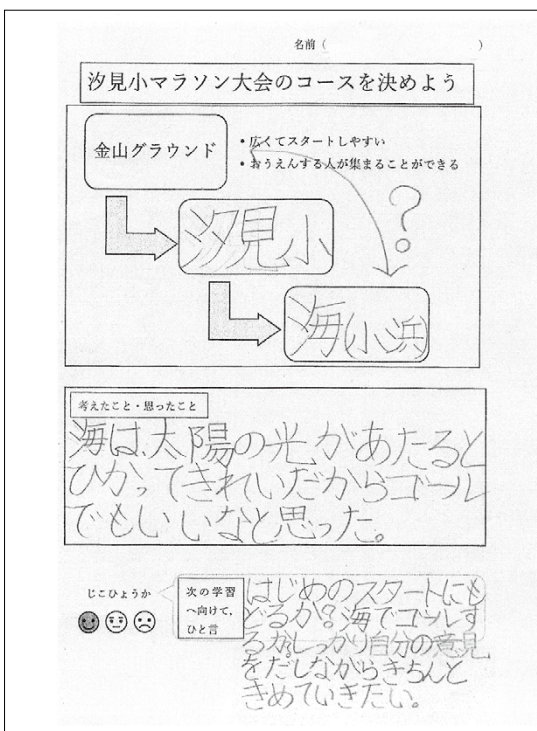 名前（　　　　　　　　　　）
汐見小マラソン大会のコースを決めよう
金山グラウンド
・広くてスタートしやすい
・おうえんする人が集まることができる
？
汐見小
海(小浜)
考えたこと・思ったこと
海は、太陽の光があたると
ひかってきれいだからゴール
でもいいなと思った。
じこひょうか
次の学習
へ向けて，
ひと言
はじめのスタートにも
どるか？海でゴールす
るか？しっかり自分の意見
をだしながらきちんと
きめていきたい。